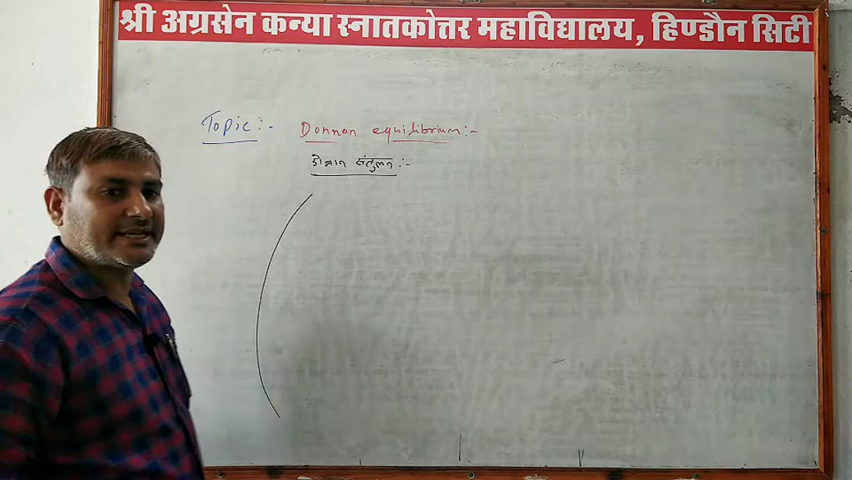 श्री अग्रसेन कन्या स्नातकोत्तर महाविद्यालय, हिण्डौन सिटी
Topic:- Donnan equilibrium:-
डोनान संतुलन:-